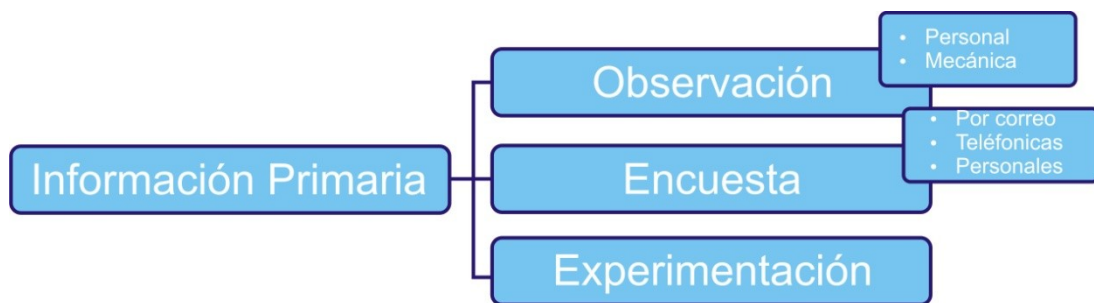 Información Primaria
Observación
• Personal
• Mecánica
Encuesta
• Por correo
• Teléfonicas
• Personales
Experimentación